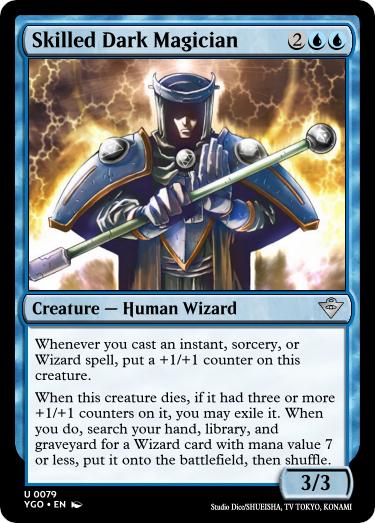 Skilled Dark Magician 2
Creature — Human Wizard
Whenever you cast an instant, sorcery, or
Wizard spell, put a +1/+1 counter on this
creature.
When this creature dies, if it had three or more
+1/+1 counters on it, you may exile it. When
you do, search your hand, library, and
graveyard for a Wizard card with mana value 7
or less, put it onto the battlefield, then shuffle.
3/3
U 0079
YGO • EN
Studio Dice/SHUEISHA, TV TOKYO, KONAMI